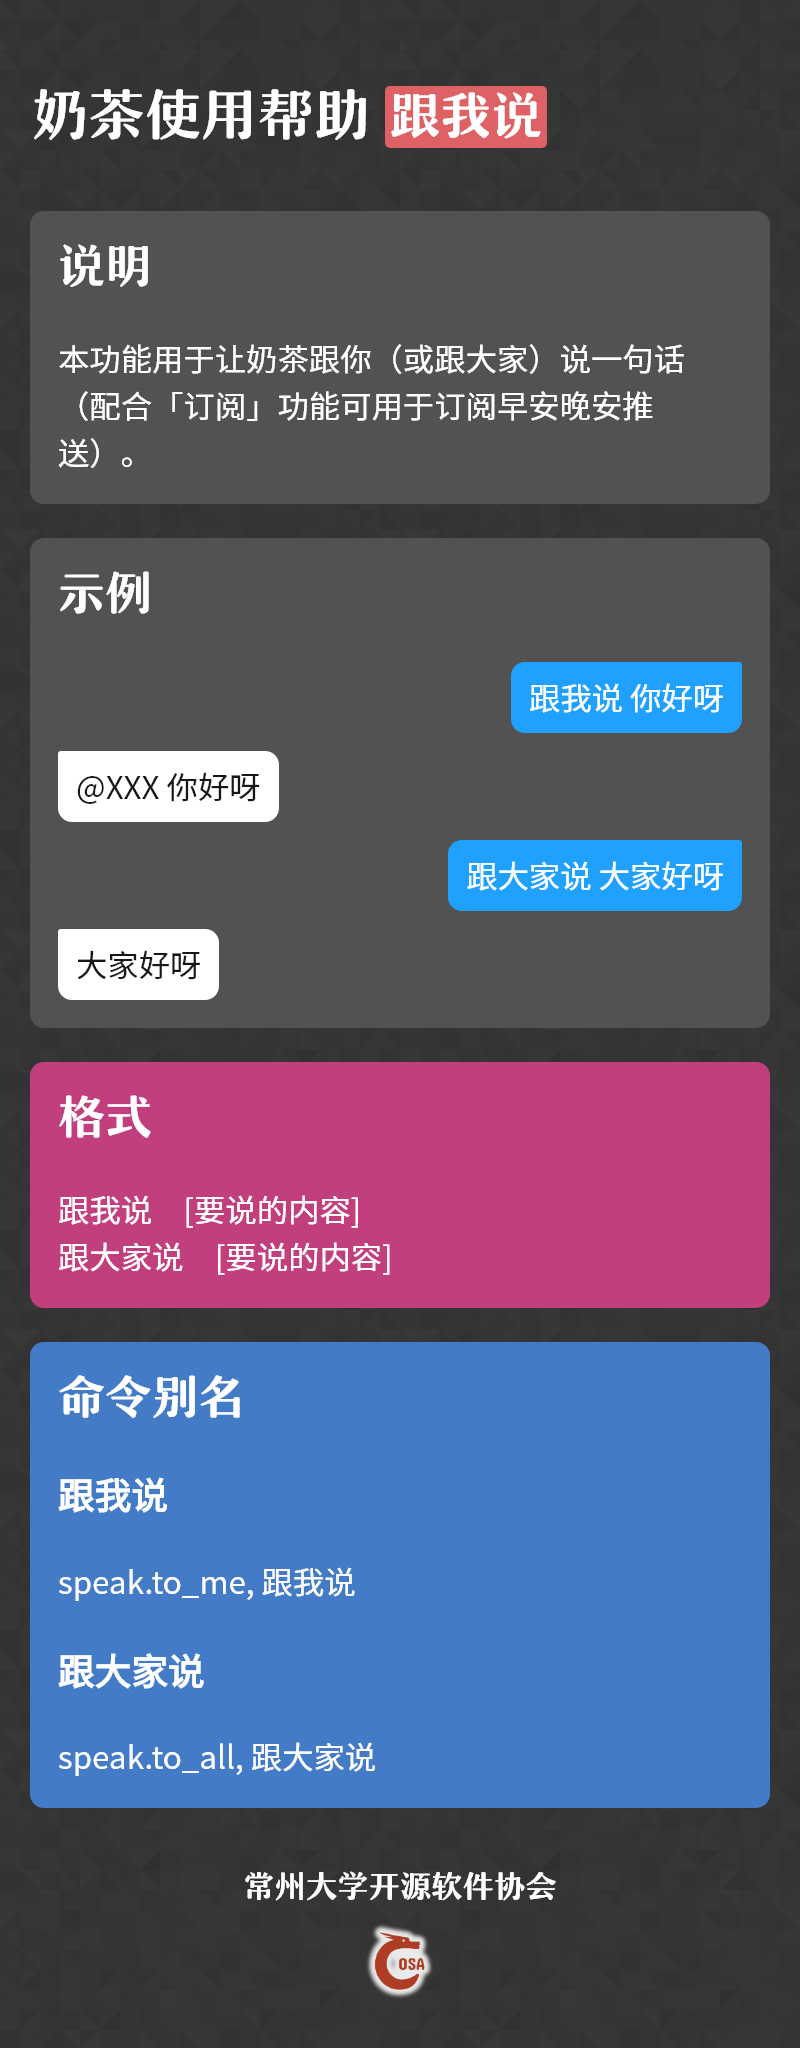 奶茶使用帮助 跟我说
说明
本功能用于让奶茶跟你（或跟大家）说一句话
（配合「订阅」功能可用于订阅早安晚安推
送）。
示例
跟我说 你好呀
@XXX 你好呀
跟大家说 大家好呀
大家好呀
格式
跟我说　[要说的内容]
跟大家说　[要说的内容]
命令别名
跟我说
speak.to_me, 跟我说
跟大家说
speak.to_all, 跟大家说
常州大学开源软件协会
OSA